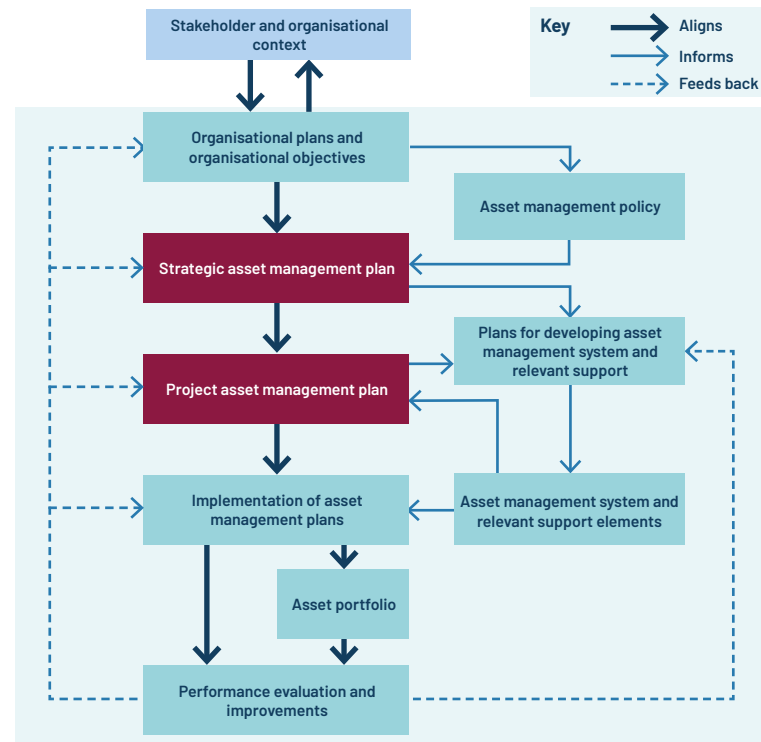 Stakeholder and organisational
context
Key
Aligns
Informs
Feeds back
Organisational plans and
organisational objectives
Asset management policy
Strategic asset management plan
Plans for developing asset
management system and
relevant support
Project asset management plan
Implementation of asset
management plans
Asset management system and
relevant support elements
Asset portfolio
Performance evaluation and
improvements